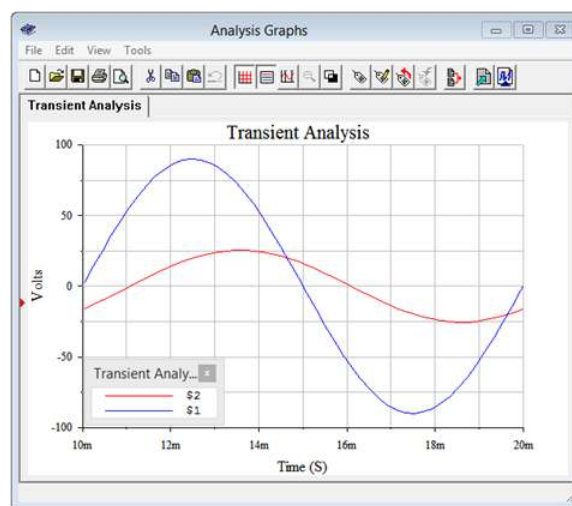 Analysis Graphs
File Edit View Tools
Transient Analysis
Transient Analysis
100
50
0
-50
-100
Volts
Transient Analy... x
$2
$1
10m 12m 14m 16m 18m 20m
Time (S)